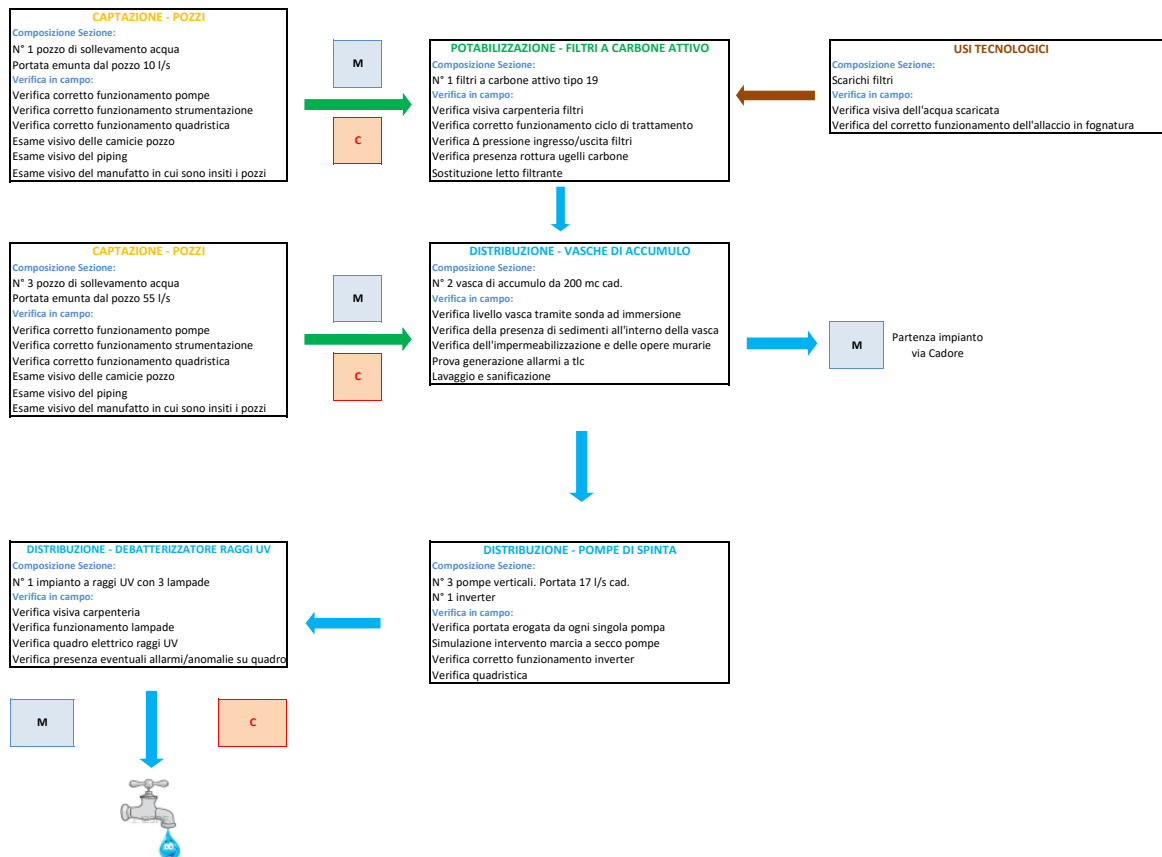 CAPTAZIONE - POZZI
Composizione Sezione:
N° 1 pozzo di sollevamento acqua
Portata emunta dal pozzo 10 l/s
Verifica in campo:
Verifica corretto funzionamento pompe
Verifica corretto funzionamento strumentazione
Verifica corretto funzionamento quadristica
Esame visivo delle camicie pozzo
Esame visivo del piping
Esame visivo del manufatto in cui sono insiti i pozzi
M
C
POTABILIZZAZIONE - FILTRI A CARBONE ATTIVO
Composizione Sezione:
N° 1 filtri a carbone attivo tipo 19
Verifica in campo:
Verifica visiva carpenteria filtri
Verifica corretto funzionamento ciclo di trattamento
Verifica Δ pressione ingresso/uscita filtri
Verifica presenza rottura ugelli carbone
Sostituzione letto filtrante
USI TECNOLOGICI
Composizione Sezione:
Scarichi filtri
Verifica in campo:
Verifica visiva dell'acqua scaricata
Verifica del corretto funzionamento dell'allaccio in fognatura
CAPTAZIONE - POZZI
Composizione Sezione:
N° 3 pozzo di sollevamento acqua
Portata emunta dal pozzo 55 l/s
Verifica in campo:
Verifica corretto funzionamento pompe
Verifica corretto funzionamento strumentazione
Verifica corretto funzionamento quadristica
Esame visivo delle camicie pozzo
Esame visivo del piping
Esame visivo del manufatto in cui sono insiti i pozzi
M
C
DISTRIBUZIONE - VASCHE DI ACCUMULO
Composizione Sezione:
N° 2 vasca di accumulo da 200 mc cad.
Verifica in campo:
Verifica livello vasca tramite sonda ad immersione
Verifica della presenza di sedimenti all'interno della vasca
Verifica dell'impermeabilizzazione e delle opere murarie
Prova generazione allarmi a tlc
Lavaggio e sanificazione
M
Partenza impianto
via Cadore
DISTRIBUZIONE - DEBATTERIZZATORE RAGGI UV
Composizione Sezione:
N° 1 impianto a raggi UV con 3 lampade
Verifica in campo:
Verifica visiva carpenteria
Verifica funzionamento lampade
Verifica quadro elettrico raggi UV
Verifica presenza eventuali allarmi/anomalie su quadro
DISTRIBUZIONE - POMPE DI SPINTA
Composizione Sezione:
N° 3 pompe verticali. Portata 17 l/s cad.
N° 1 inverter
Verifica in campo:
Verifica portata erogata da ogni singola pompa
Simulazione intervento marcia a secco pompe
Verifica corretto funzionamento inverter
Verifica quadristica
M
C